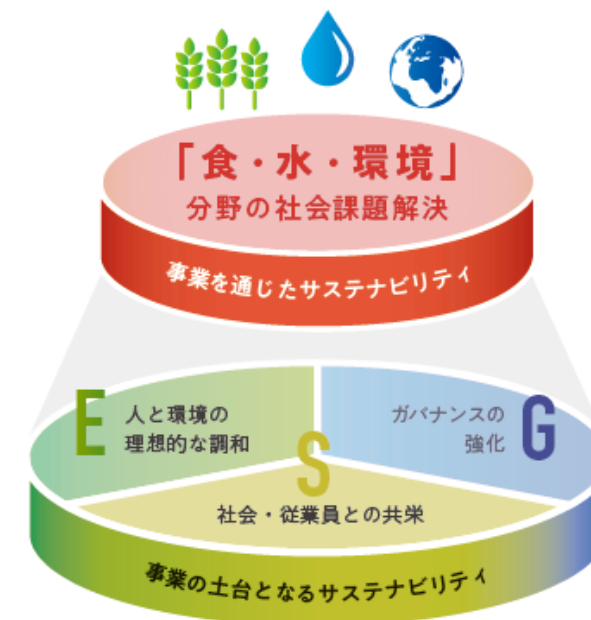 「食・水・環境」
分野の社会課題解決
事業を通じたサステナビリティ
E
人と環境の
理想的な調和
S
社会・従業員との共栄
ガバナンスの
強化
G
事業の土台となるサステナビリティ